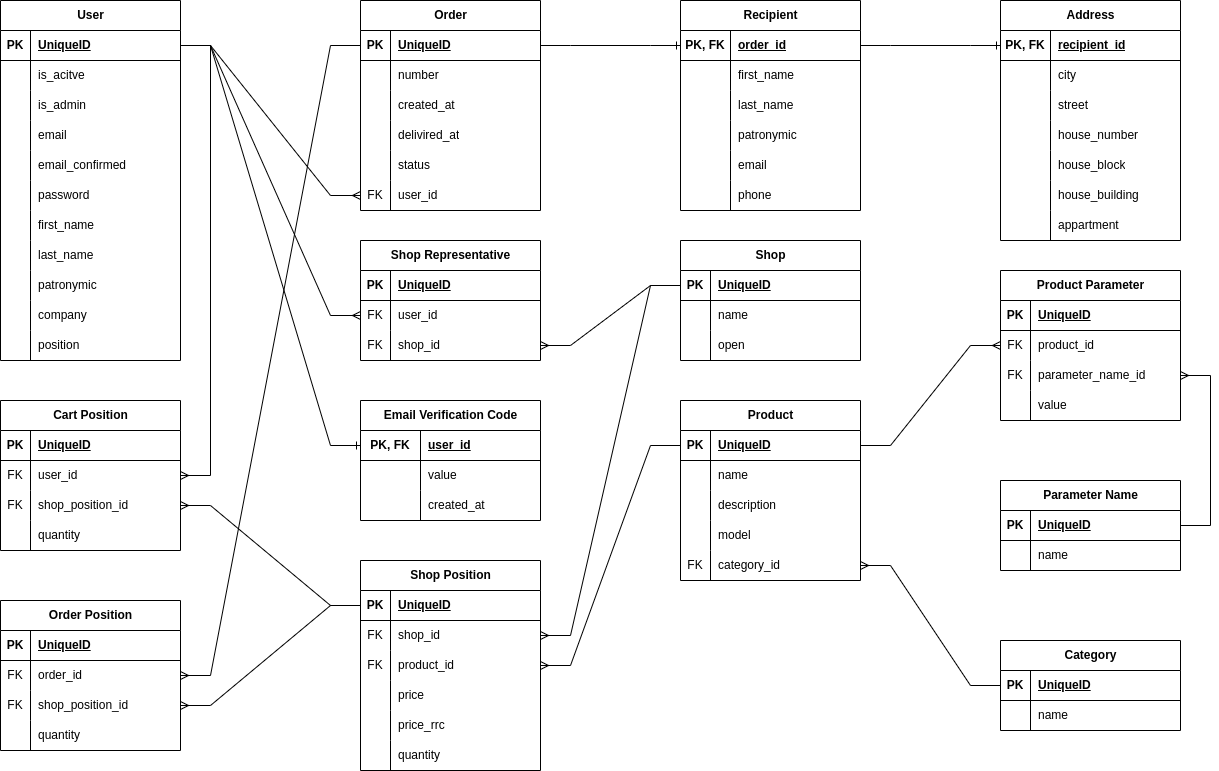 User
PK UniqueID
is_acitve
is_admin
email
email_confirmed
password
first_name
last_name
patronymic
company
position
Order
PK UniqueID
number
created_at
delivired_at
status
FK user_id
Recipient
PK, FK order_id
first_name
last_name
patronymic
email
phone
Address
PK, FK recipient_id
city
street
house_number
house_block
house_building
appartment
Shop Representative
PK UniqueID
FK user_id
FK shop_id
Shop
PK UniqueID
name
open
Product Parameter
PK UniqueID
FK product_id
FK parameter_name_id
value
Cart Position
PK UniqueID
FK user_id
FK shop_position_id
quantity
Email Verification Code
PK, FK user_id
value
created_at
Product
PK UniqueID
name
description
model
FK category_id
Parameter Name
PK UniqueID
name
Order Position
PK UniqueID
FK order_id
FK shop_position_id
quantity
Shop Position
PK UniqueID
FK shop_id
FK product_id
price
price_rrc
quantity
Category
PK UniqueID
name